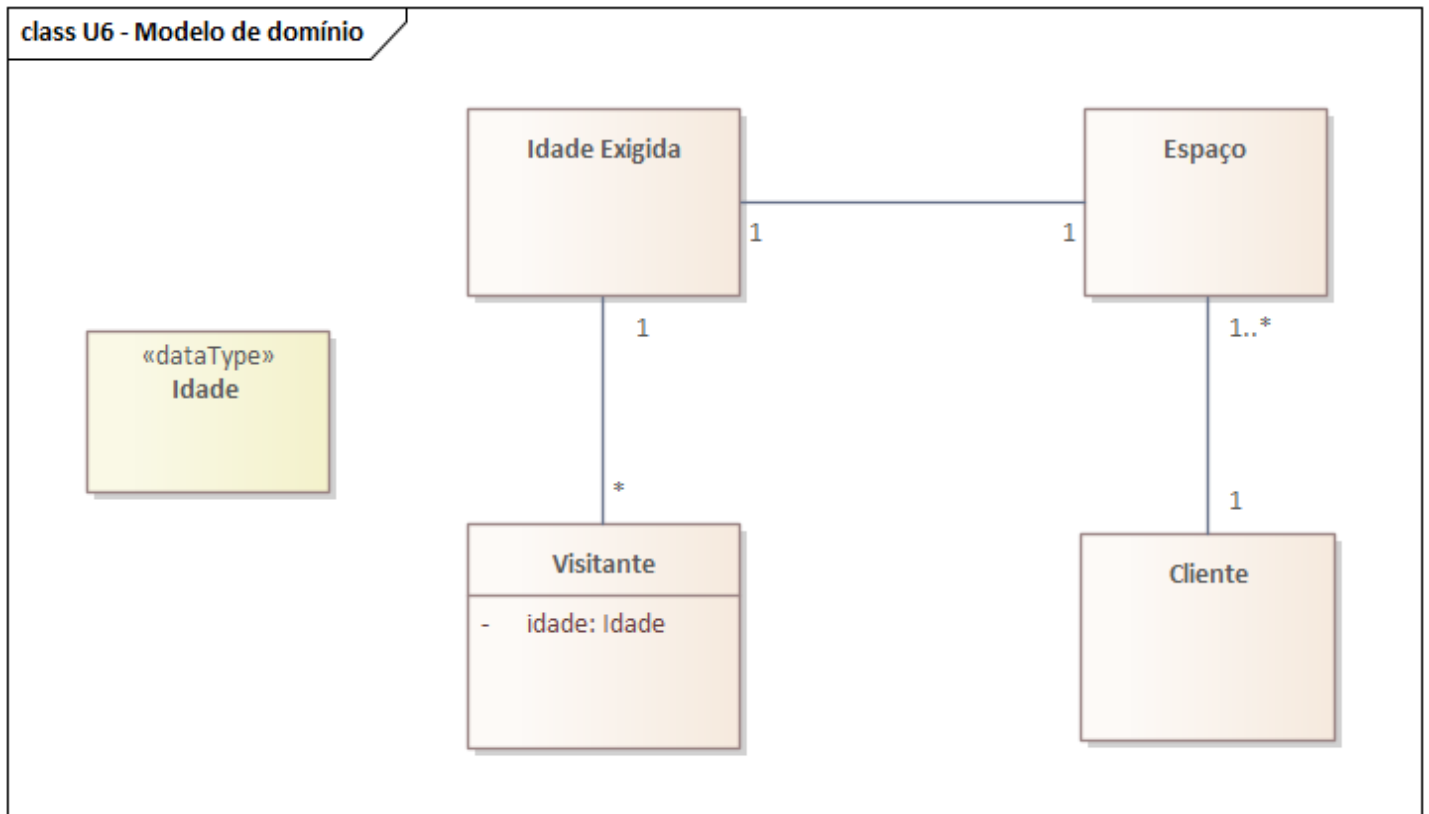 class U6 - Modelo de domínio
Idade Exigida
Espaço
1
1
1
1..*
«dataType»
Idade
*
1
Visitante
Cliente
- idade: Idade